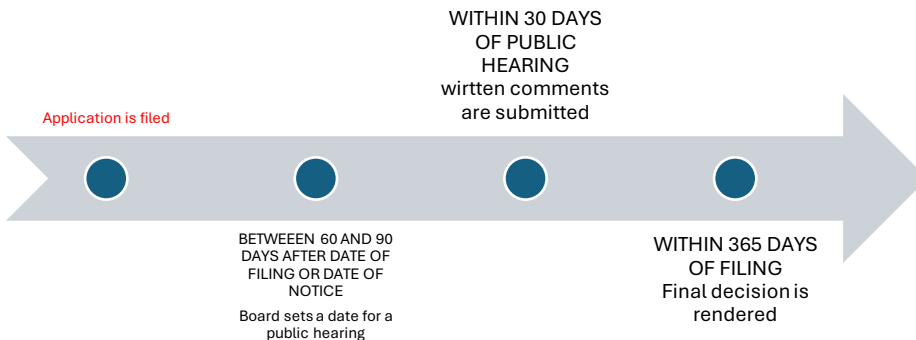 Application is filed
BETWEEEN 60 AND 90
DAYS AFTER DATE OF
FILING OR DATE OF
NOTICE
Board sets a date for a
public hearing
WITHIN 30 DAYS
OF PUBLIC
HEARING
wirtten comments
are submitted
WITHIN 365 DAYS
OF FILING
Final decision is
rendered